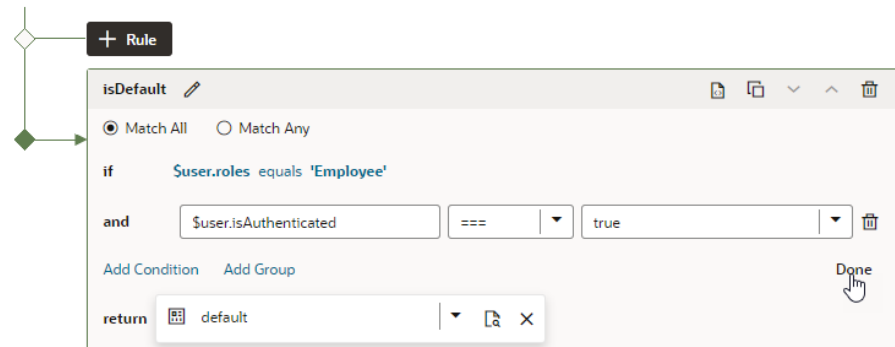 + Rule
isDefault
Match All Match Any
if $user.roles equals 'Employee'
and $user.isAuthenticated === true
Add Condition Add Group Done
return default